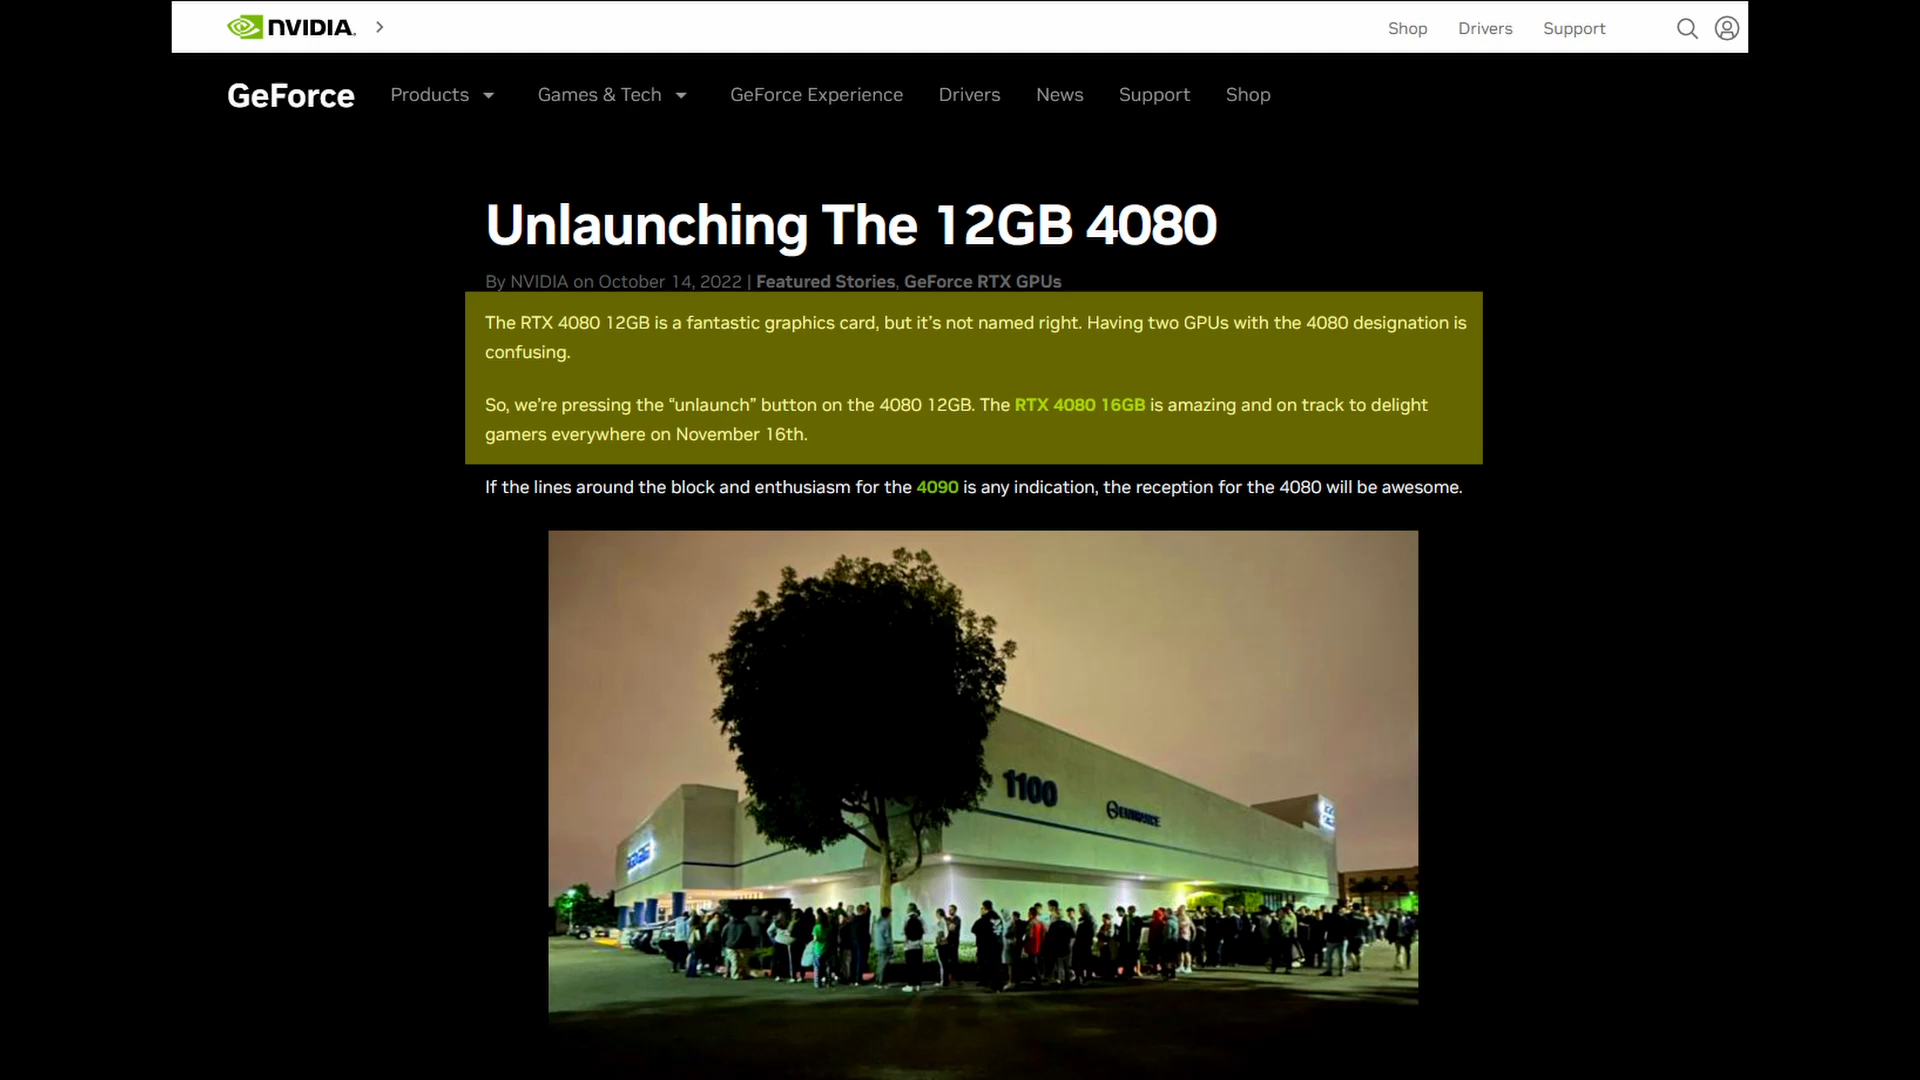 NVIDIA.
Shop Drivers Support
GeForce Products Games & Tech GeForce Experience Drivers News Support Shop
Unlaunching The 12GB 4080
By NVIDIA on October 14, 2022 | Featured Stories, GeForce RTX GPUs
The RTX 4080 12GB is a fantastic graphics card, but it's not named right. Having two GPUs with the 4080 designation is
confusing.
So, we're pressing the “unlaunch” button on the 4080 12GB. The RTX 4080 16GB is amazing and on track to delight
gamers everywhere on November 16th.
If the lines around the block and enthusiasm for the 4090 is any indication, the reception for the 4080 will be awesome.
1100
ENTRANCE